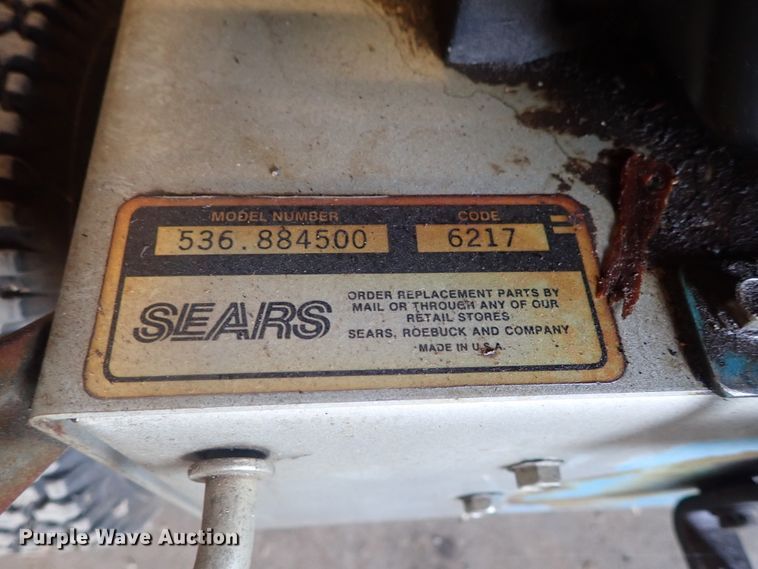 MODEL NUMBER CODE
536.884500 6217
SEARS
ORDER REPLACEMENT PARTS BY
MAIL OR THROUGH ANY OF OUR
RETAIL STORES
SEARS, ROEBUCK AND COMPANY
MADE IN U.S.A.
Purple Wave Auction